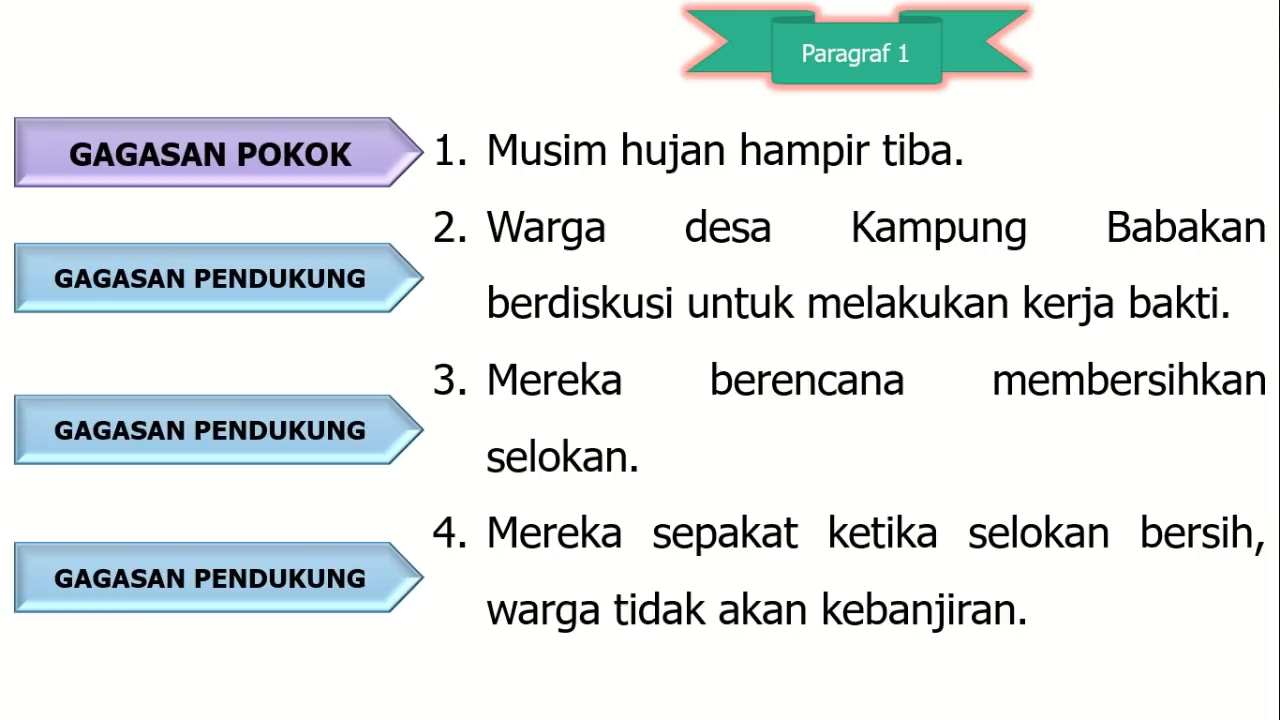 Paragraf 1
GAGASAN POKOK
1. Musim hujan hampir tiba.
GAGASAN PENDUKUNG
2. Warga desa Kampung Babakan
berdiskusi untuk melakukan kerja bakti.
GAGASAN PENDUKUNG
3. Mereka berencana membersihkan
selokan.
GAGASAN PENDUKUNG
4. Mereka sepakat ketika selokan bersih,
warga tidak akan kebanjiran.